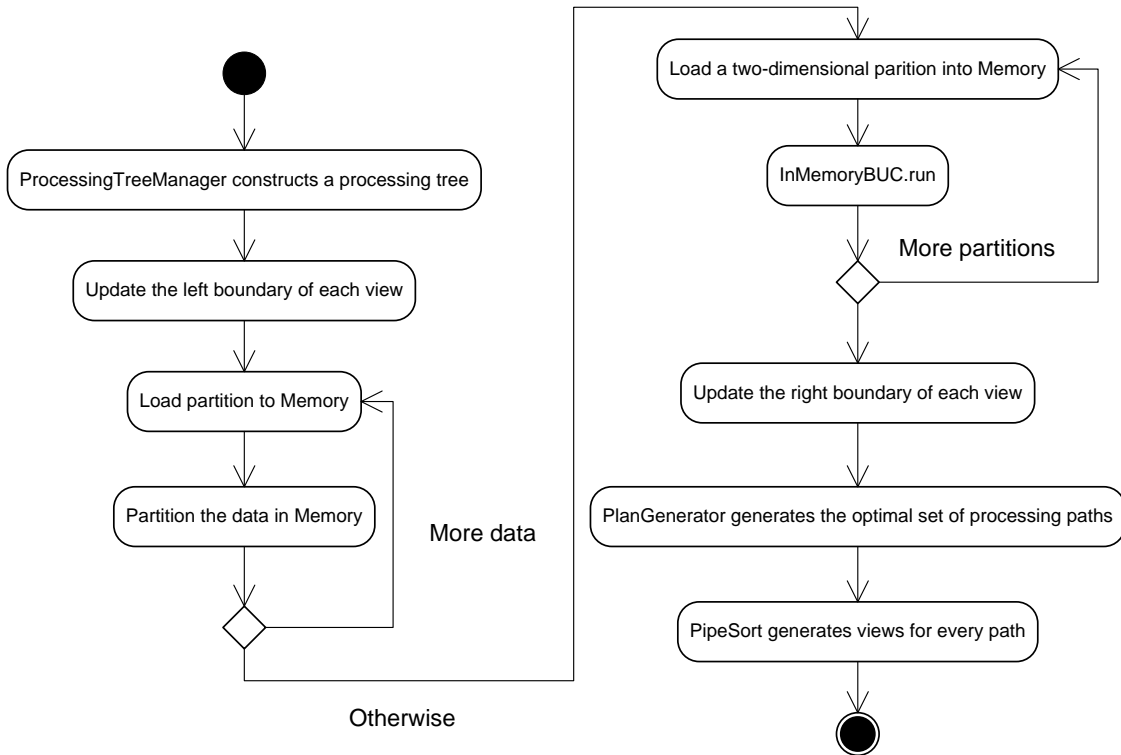 ProcessingTreeManager constructs a processing tree
Update the left boundary of each view
Load partition to Memory
Partition the data in Memory
More data
Otherwise
Load a two-dimensional parition into Memory
InMemoryBUC.run
More partitions
Update the right boundary of each view
PlanGenerator generates the optimal set of processing paths
PipeSort generates views for every path